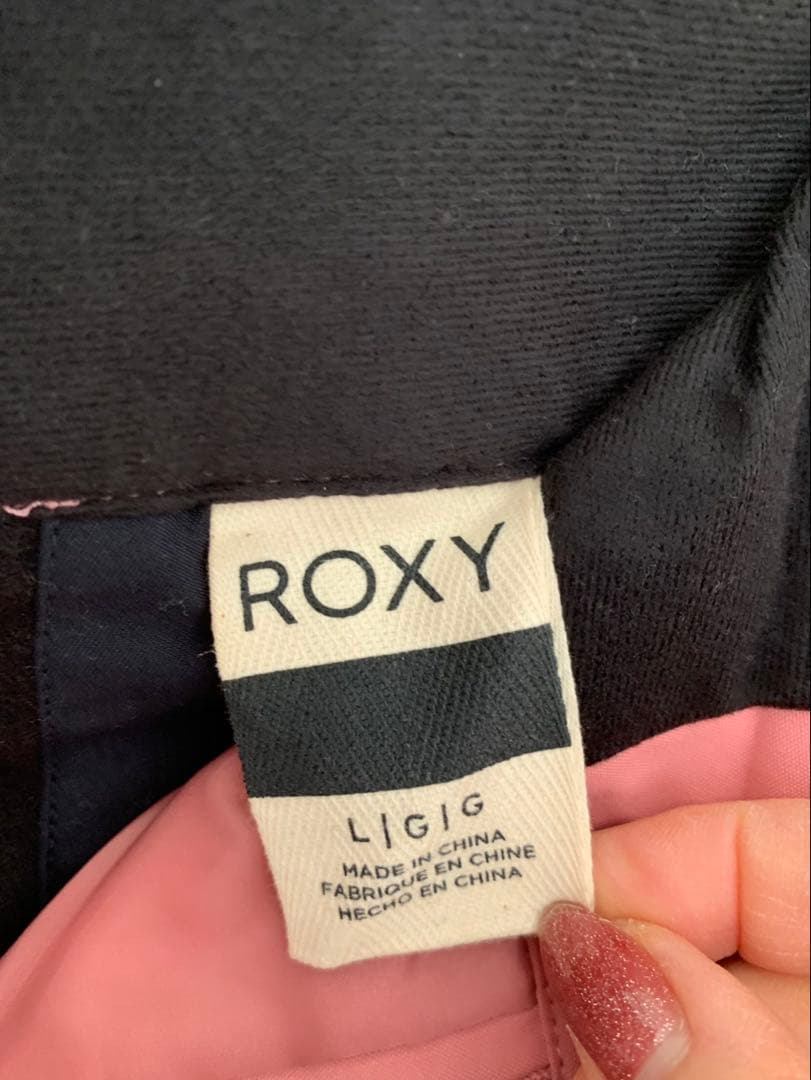 ROXY
L|G|G
MADE IN CHINA
FABRIQUE EN CHINE
HECHO EN CHINA